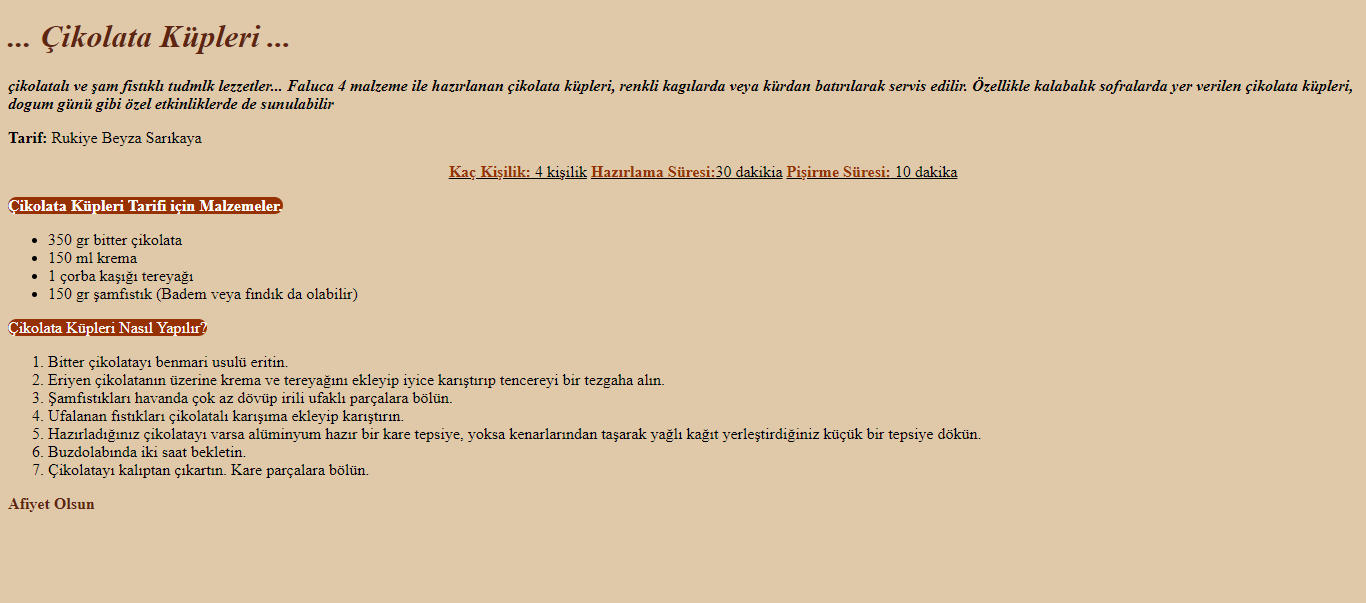 ... Çikolata Küpleri ...
çikolatalı ve şam fistıklı tudmlk lezzetler... Faluca 4 malzeme ile hazırlanan çikolata küpleri, renkli kagılarda veya kürdan batırılarak servis edilir. Özellikle kalabalık sofralarda yer verilen çikolata küpleri,
dogum günü gibi özel etkinliklerde de sunulabilir
Tarif: Rukiye Beyza Sarıkaya
Kaç Kişilik: 4 kişilik Hazırlama Süresi:30 dakikia Pişirme Süresi: 10 dakika
Çikolata Küpleri Tarifi için Malzemeler.
• 350 gr bitter çikolata
• 150 ml krema
• 1 çorba kaşığı tereyağı
• 150 gr şamfıstık (Badem veya fındık da olabilir)
Çikolata Küpleri Nasıl Yapılır?
1. Bitter çikolatayı benmari usulü eritin.
2. Eriyen çikolatanın üzerine krema ve tereyağını ekleyip iyice karıştırıp tencereyi bir tezgaha alın.
3. Şamfıstıkları havanda çok az dövüp irili ufaklı parçalara bölün.
4. Ufalanan fıstıkları çikolatalı karışıma ekleyip karıştırın.
5. Hazırladığınız çikolatayı varsa alüminyum hazır bir kare tepsiye, yoksa kenarlarından taşarak yağlı kağıt yerleştirdiğiniz küçük bir tepsiye dökün.
6. Buzdolabında iki saat bekletin.
7. Çikolatayı kalıptan çıkartın. Kare parçalara bölün.
Afiyet Olsun